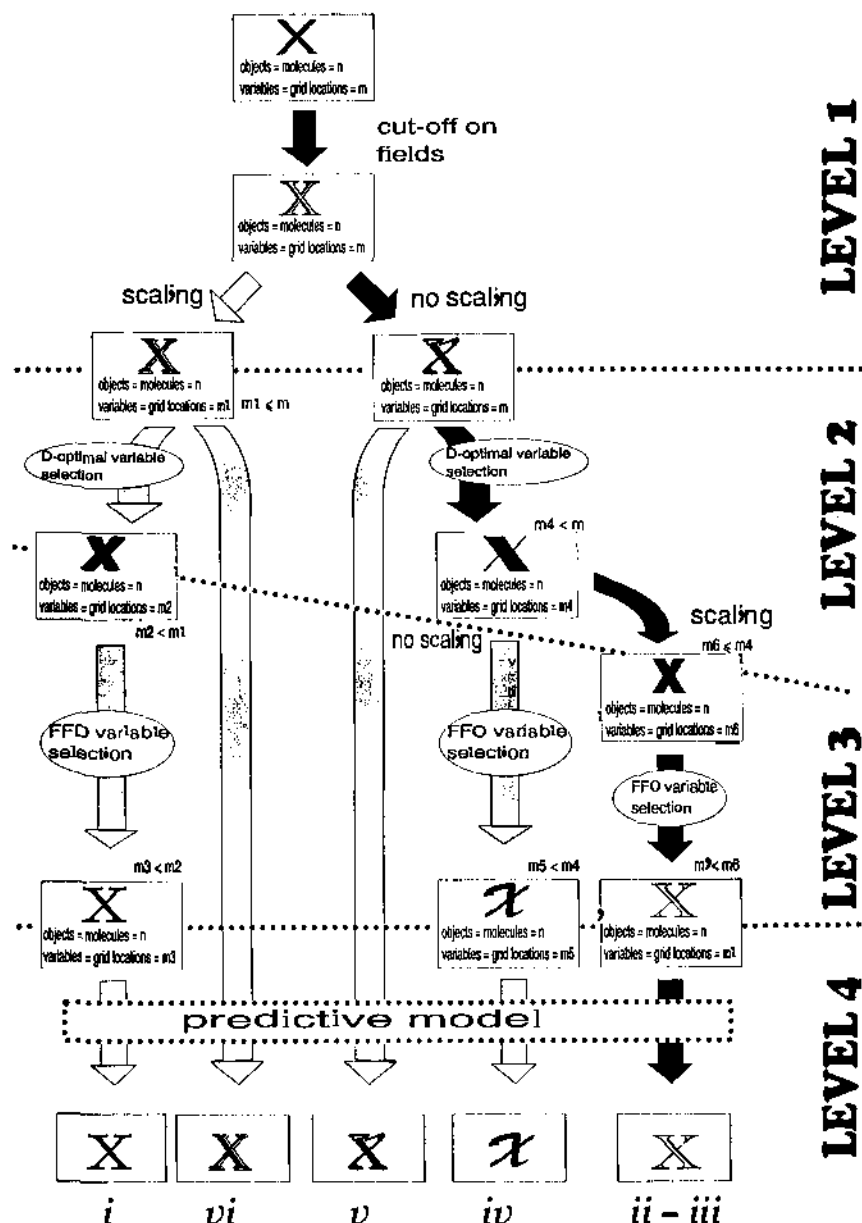 X
objects = molecules = n
variables = grid locations = m
cut-off on
fields
X
objects = molecules = n
variables = grid locations = m
LEVEL 1
scaling
no scaling
X
objects = molecules = n
variables = grid locations = m1
m1 ⩽ m
X
objects = molecules = n
variables = grid locations = m
D-optimal variable
selection
D-optimal variable
selection
LEVEL 2
X
objects = molecules = n
variables = grid locations = m2
m2 < m1
m4 < m
X
objects = molecules = n
variables = grid locations = m4
scaling
no scaling
m6 ⩽ m4
X
objects = molecules = n
variables = grid locations = m6
FFD variable
selection
FFO variable
selection
FFO variable
selection
LEVEL 3
m3 < m2
X
objects = molecules = n
variables = grid locations = m3
m5 < m4
X
objects = molecules = n
variables = grid locations = m5
X
objects = molecules = n
variables = grid locations =
predictive model
LEVEL 4
X
X
X
X
X
i
vi
v
iv
ii - iii